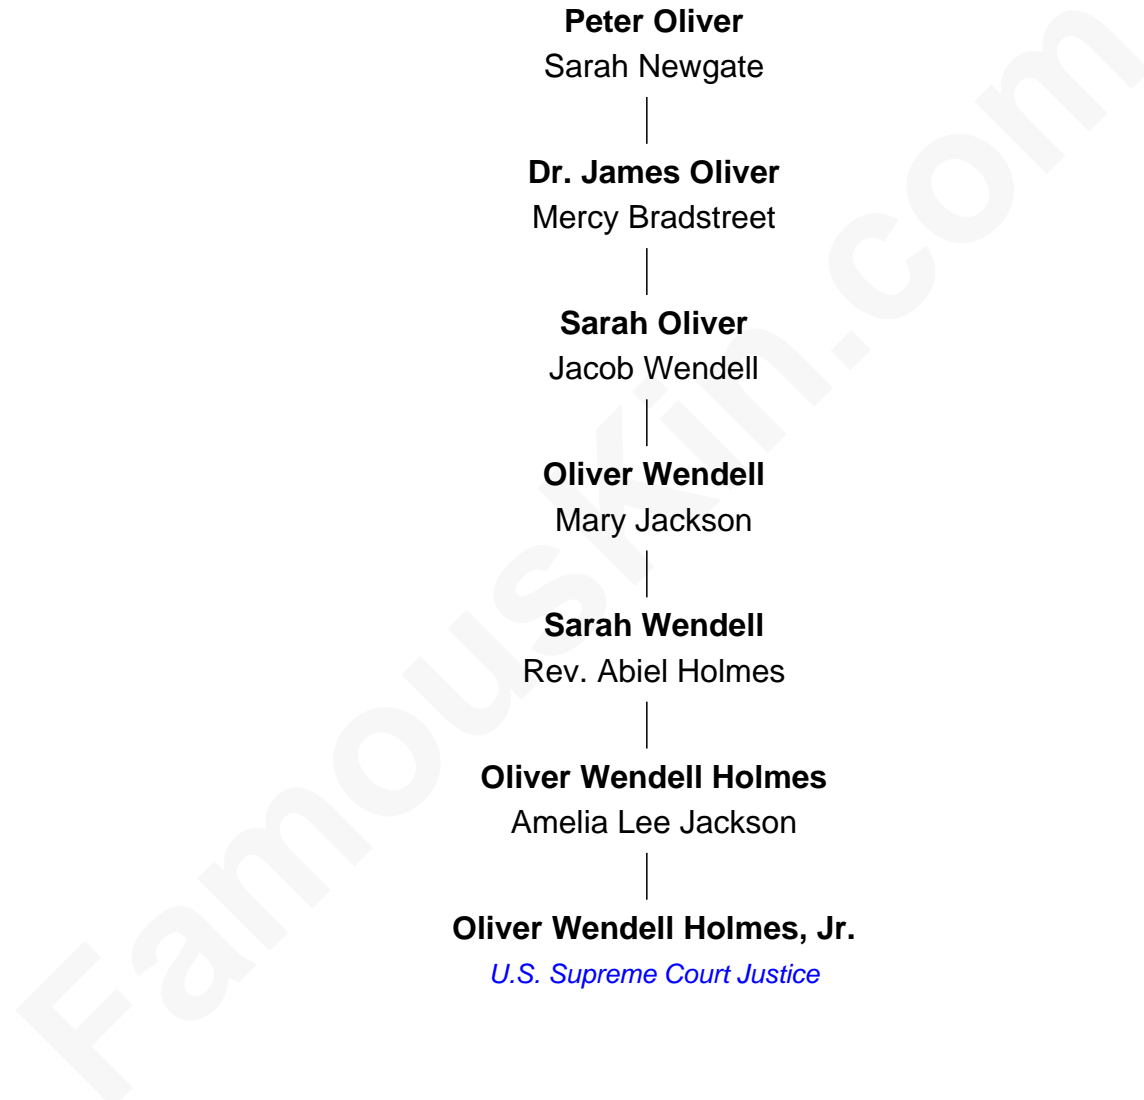 Peter Oliver
Sarah Newgate
Dr. James Oliver
Mercy Bradstreet
Sarah Oliver
Jacob Wendell
Oliver Wendell
Mary Jackson
Sarah Wendell
Rev. Abiel Holmes
Oliver Wendell Holmes
Amelia Lee Jackson
Oliver Wendell Holmes, Jr.
U.S. Supreme Court Justice
FamousKin.com